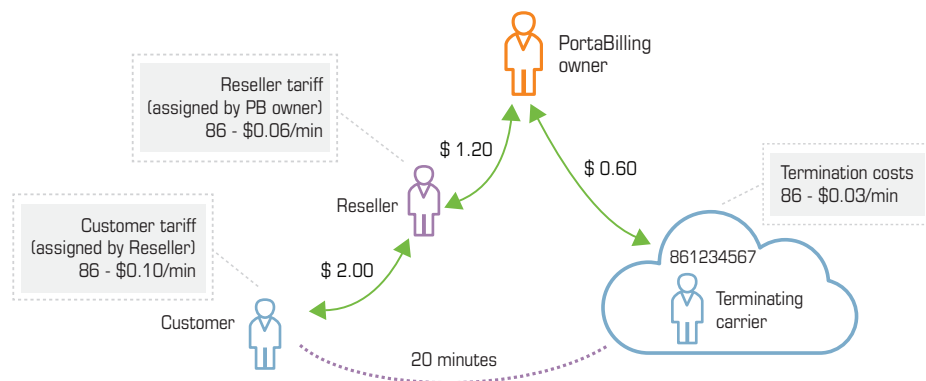 PortaBilling
owner
Reseller tariff
(assigned by PB owner)
86 - $0.06/min
$ 1.20
$ 0.60
Termination costs
86 - $0.03/min
Reseller
Customer tariff
(assigned by Reseller)
86 - $0.10/min
$ 2.00
861234567
Terminating
carrier
Customer
20 minutes